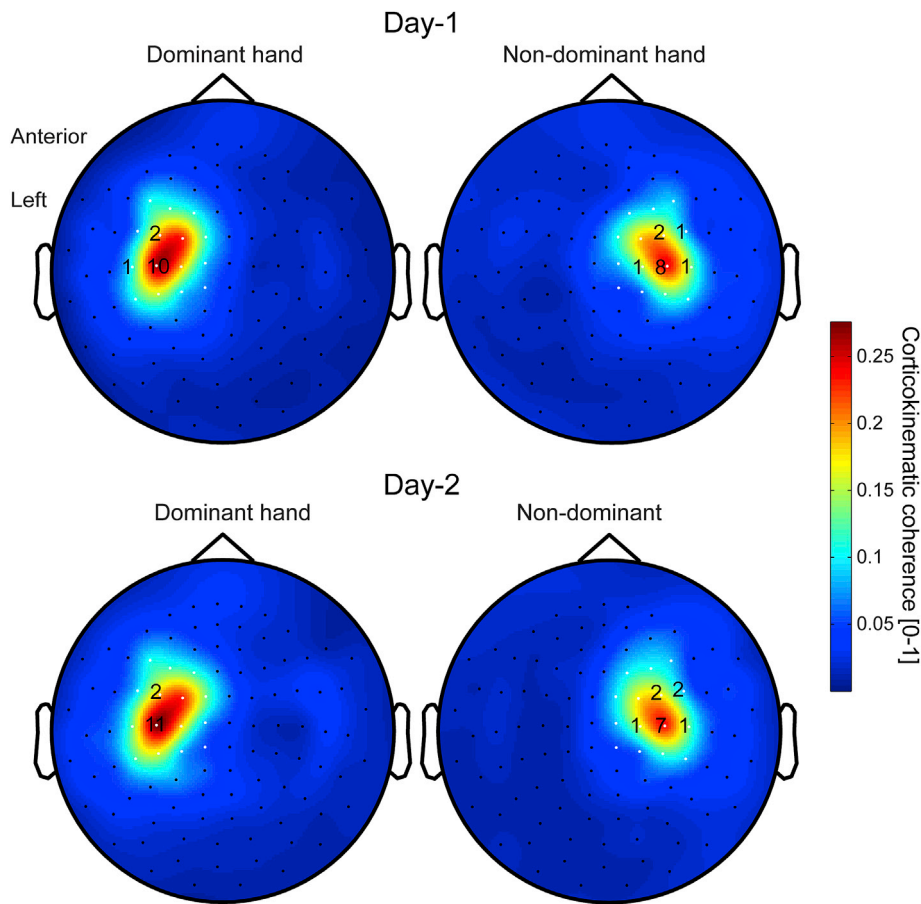 Day-1
Dominant hand
Non-dominant hand
Anterior
Left
2
1 10
2 1
1 8 1
Day-2
Dominant hand
Non-dominant
2
11
2 2
1 7 1
0.25
0.2
0.15
0.1
0.05
Corticokinematic coherence [0-1]